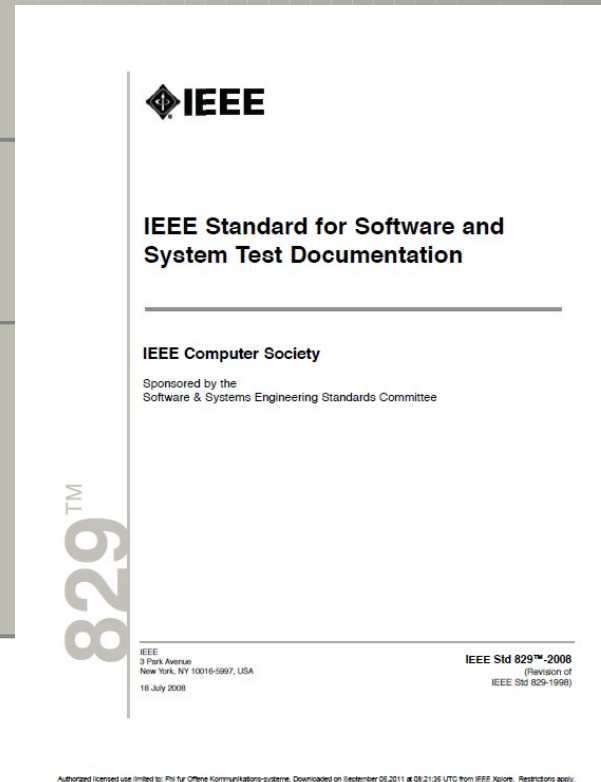 IEEE
IEEE Standard for Software and
System Test Documentation
IEEE Computer Society
Sponsored by the
Software & Systems Engineering Standards Committee
829™
IEEE
3 Park Avenue
New York, NY 10016-5997, USA
18 July 2008
IEEE Std 829™-2008
(Revision of
IEEE Std 829-1998)
Authorized licensed use limited to: Fhl fur Offene Kommunikations-systeme. Downloaded on September 05,2011 at 08:21:35 UTC from IEEE Xplore. Restrictions apply.